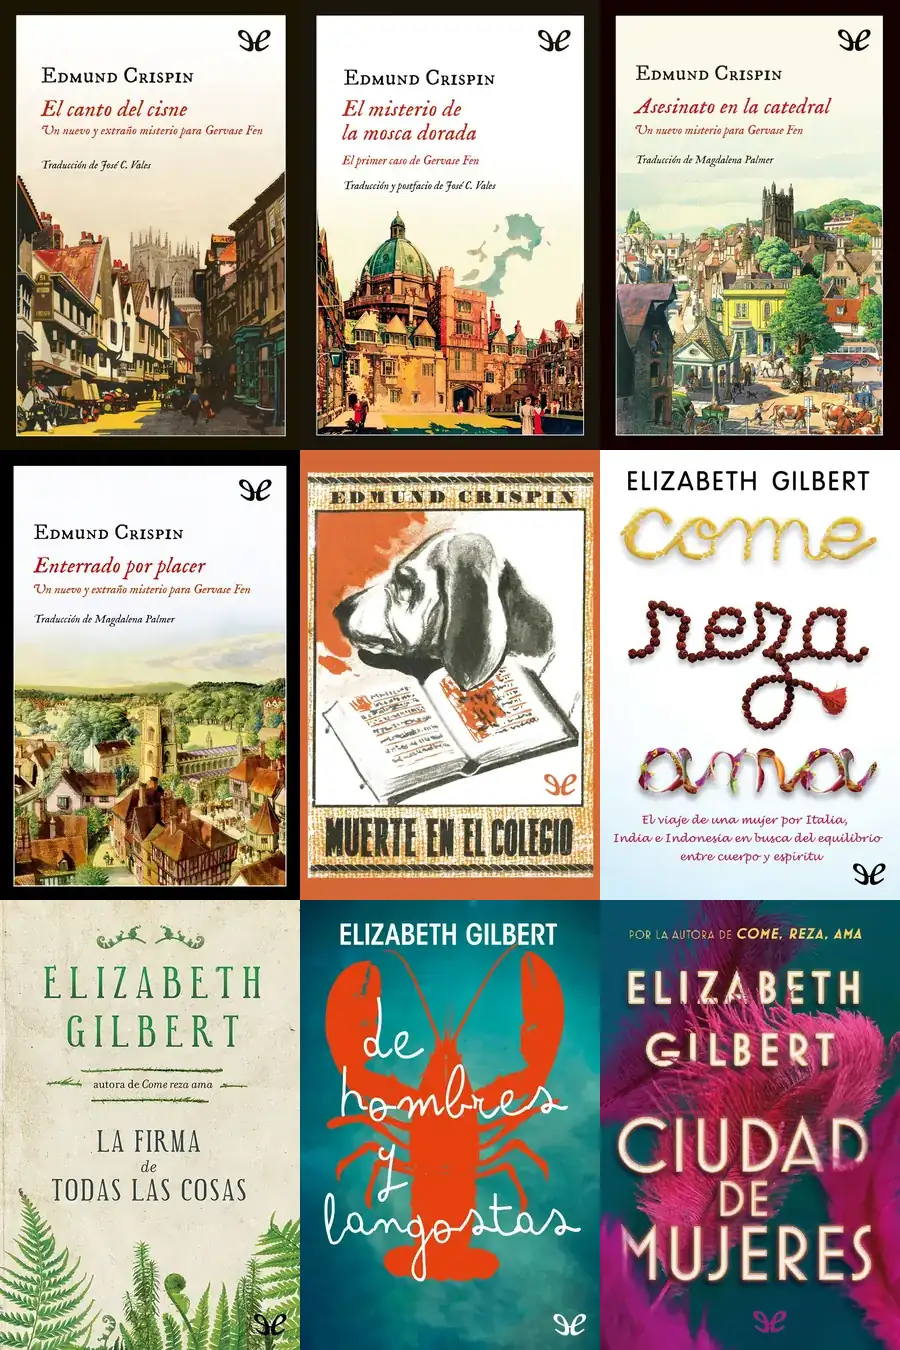 EDMUND CRISPIN
El canto del cisne
Un nuevo y extraño misterio para Gervase Fen
Traducción de José C. Vales
EDMUND CRISPIN
El misterio de
la mosca dorada
El primer caso de Gervase Fen
Traducción y postfacio de José C. Vales
EDMUND CRISPIN
Asesinato en la catedral
Un nuevo misterio para Gervase Fen
Traducción de Magdalena Palmer
EDMUND CRISPIN
Enterrado por placer
Un nuevo y extraño misterio para Gervase Fen
Traducción de Magdalena Palmer
EDMUND CRISPIN
MUERTE EN EL COLEGIO
ELIZABETH GILBERT
come
reza
ama
El viaje de una mujer por Italia,
India e Indonesia en busca del equilibrio
entre cuerpo y espíritu
ELIZABETH
GILBERT
autora de Come reza ama
LA FIRMA
de
TODAS LAS COSAS
ELIZABETH GILBERT
de
hombres
y
langostas
POR LA AUTORA DE COME, REZA, AMA
ELIZABETH
GILBERT
CIUDAD
DE
MUJERES